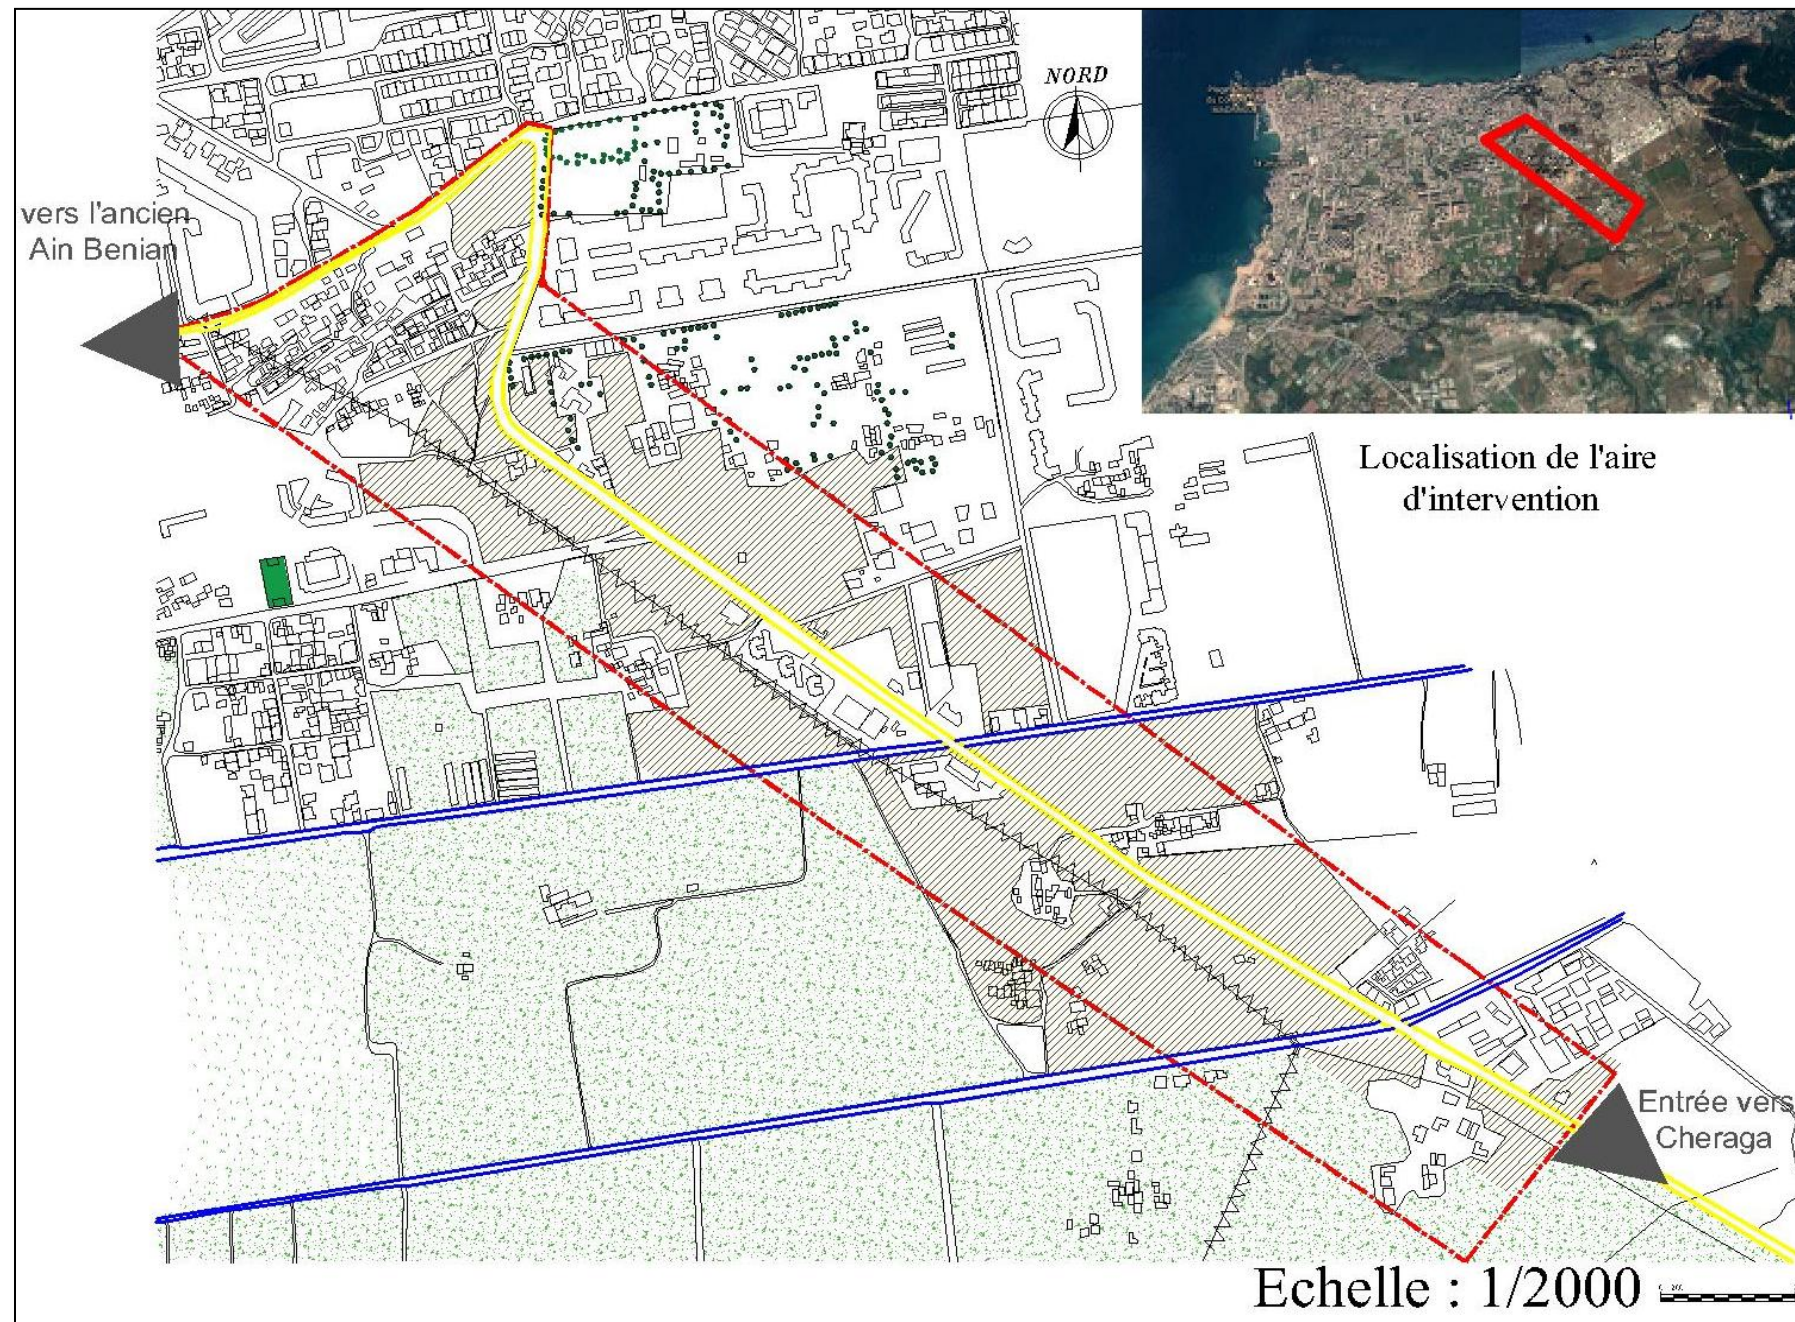 NORD
vers l'ancien
Ain Benian
Localisation de l'aire
d'intervention
Entrée vers
Cheraga
Echelle : 1/2000